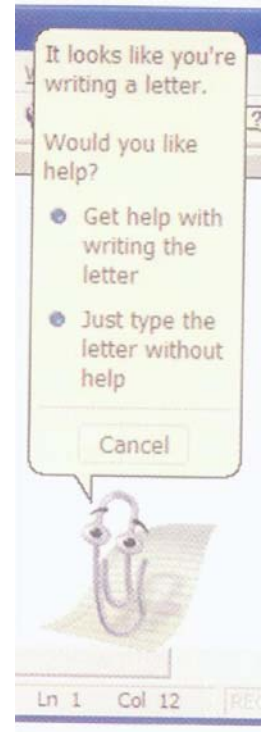 It looks like you're
writing a letter.
Would you like
help?
Get help with
writing the
letter
Just type the
letter without
help
Cancel
Ln 1 Col 12 REC